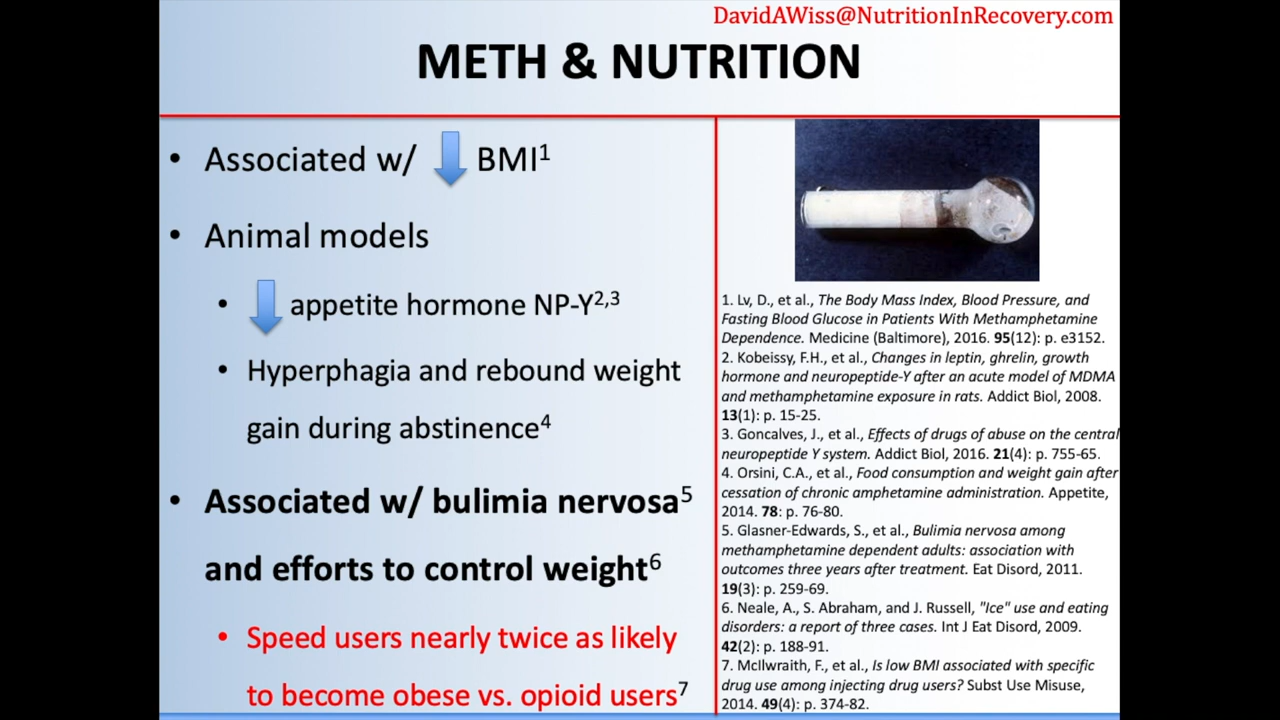 DavidAWiss@NutritionInRecovery.com
METH & NUTRITION
• Associated w/ BMI1
• Animal models
• appetite hormone NP-Y2,3
• Hyperphagia and rebound weight
gain during abstinence4
• Associated w/ bulimia nervosa5
and efforts to control weight6
• Speed users nearly twice as likely
to become obese vs. opioid users7
1. Lv, D., et al., The Body Mass Index, Blood Pressure, and
Fasting Blood Glucose in Patients With Methamphetamine
Dependence. Medicine (Baltimore), 2016. 95(12): p. e3152.
2. Kobeissy, F.H., et al., Changes in leptin, ghrelin, growth
hormone and neuropeptide-Y after an acute model of MDMA
and methamphetamine exposure in rats. Addict Biol, 2008.
13(1): p. 15-25.
3. Goncalves, J., et al., Effects of drugs of abuse on the central
neuropeptide Y system. Addict Biol, 2016. 21(4): p. 755-65.
4. Orsini, C.A., et al., Food consumption and weight gain after
cessation of chronic amphetamine administration. Appetite,
2014. 78: p. 76-80.
5. Glasner-Edwards, S., et al., Bulimia nervosa among
methamphetamine dependent adults: association with
outcomes three years after treatment. Eat Disord, 2011.
19(3): p. 259-69.
6. Neale, A., S. Abraham, and J. Russell, "Ice" use and eating
disorders: a report of three cases. Int J Eat Disord, 2009.
42(2): p. 188-91.
7. McIlwraith, F., et al., Is low BMI associated with specific
drug use among injecting drug users? Subst Use Misuse,
2014. 49(4): p. 374-82.